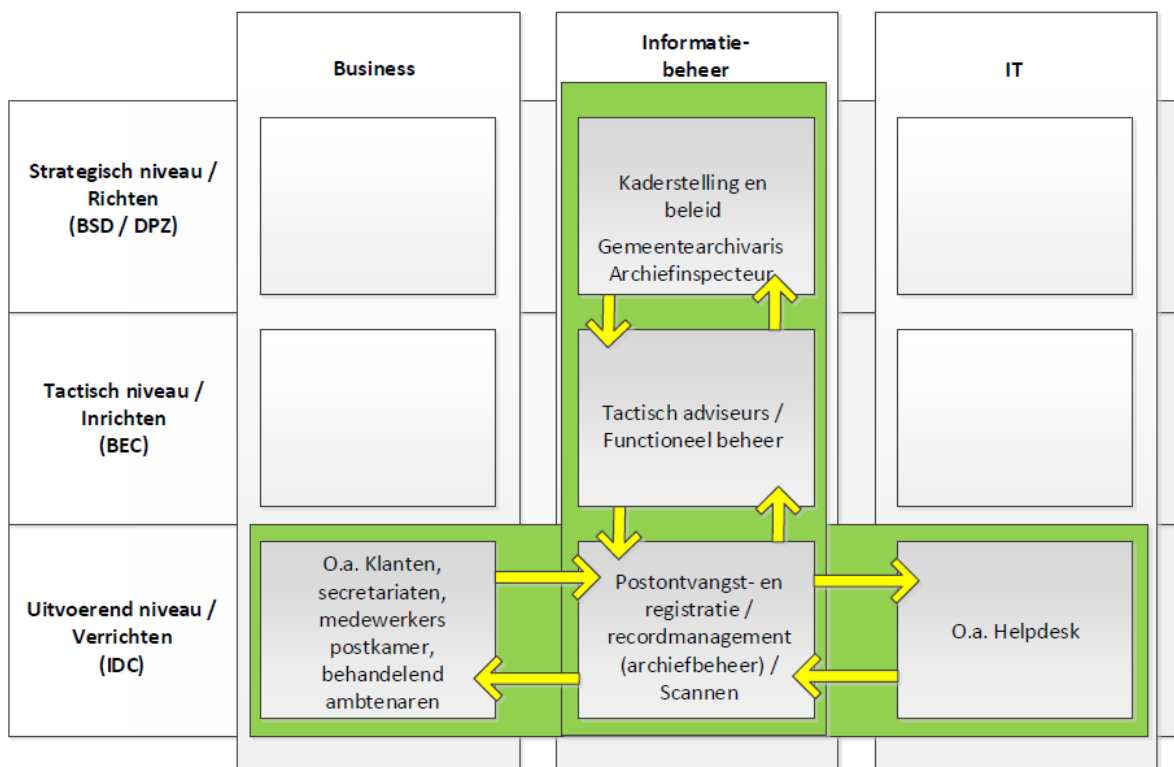 Business
Informatie-
beheer
IT
Strategisch niveau /
Richten
(BSD / DPZ)
Kaderstelling en
beleid
Gemeentearchivaris
Archiefinspecteur
Tactisch niveau /
Inrichten
(BEC)
Tactisch adviseurs /
Functioneel beheer
Uitvoerend niveau /
Verrichten
(IDC)
O.a. Klanten,
secretariaten,
medewerkers
postkamer,
behandelend
ambtenaren
Postontvangst- en
registratie /
recordmanagement
(archiefbeheer) /
Scannen
O.a. Helpdesk